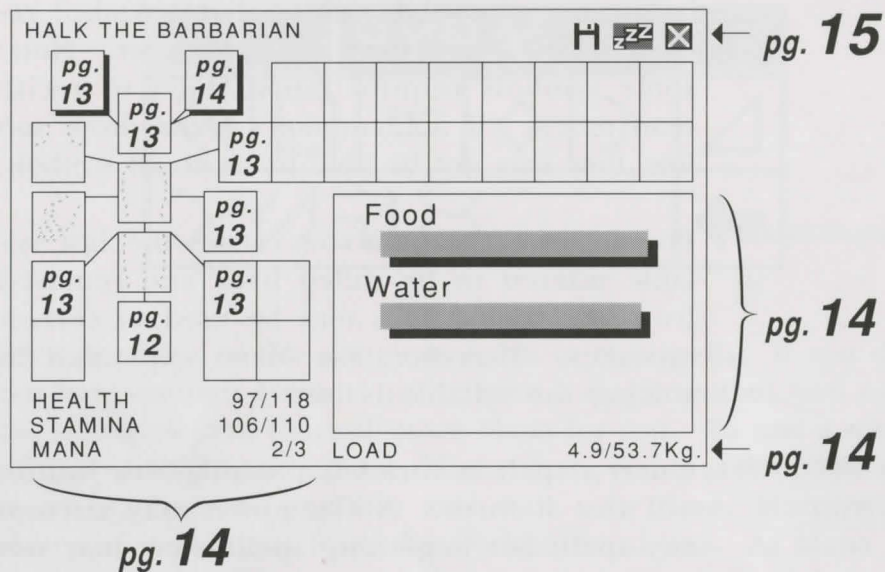 HALK THE BARBARIAN
zzz
pg. 15
pg. 13
pg. 14
pg. 13
pg. 13
pg. 13
pg. 13
pg. 13
pg. 12
Food
Water
pg. 14
HEALTH 97/118
STAMINA 106/110
MANA 2/3
LOAD 4.9/53.7Kg.
pg. 14
pg. 14